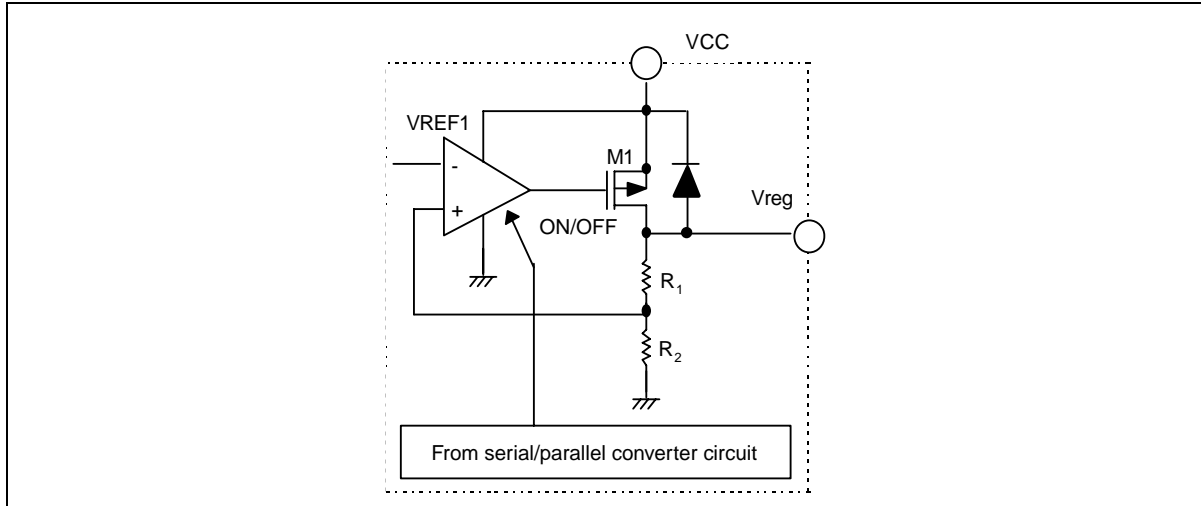 VCC
VREF1
M1
-
+
Vreg
ON/OFF
R1
R2
From serial/parallel converter circuit